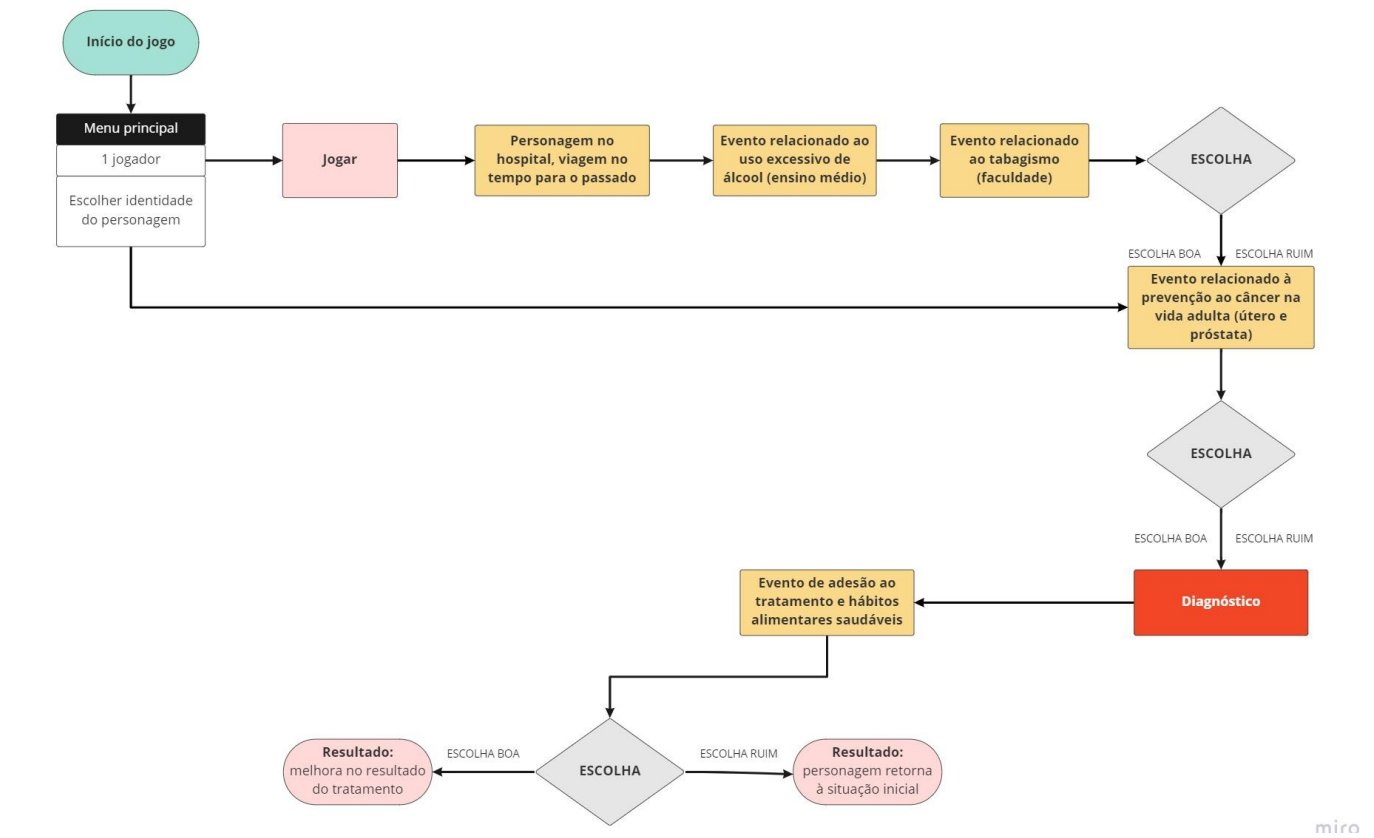 Início do jogo
Menu principal
1 jogador
Escolher identidade
do personagem
Jogar
Personagem no
hospital, viagem no
tempo para o passado
Evento relacionado ao
uso excessivo de
álcool (ensino médio)
Evento relacionado
ao tabagismo
(faculdade)
ESCOLHA
ESCOLHA BOA
ESCOLHA RUIM
Evento relacionado à
prevenção ao câncer na
vida adulta (útero e
próstata)
ESCOLHA
ESCOLHA BOA
ESCOLHA RUIM
Diagnóstico
Evento de adesão ao
tratamento e hábitos
alimentares saudáveis
ESCOLHA
ESCOLHA BOA
ESCOLHA RUIM
Resultado:
melhora no resultado
do tratamento
Resultado:
personagem retorna
à situação inicial
miro